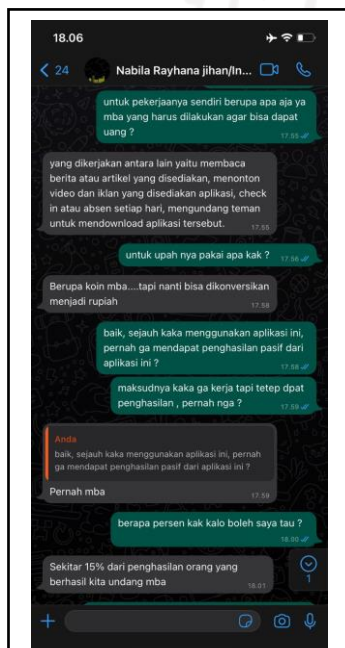 18.06
24
Nabila Rayhana jihan/In...
untuk pekerjaanya sendiri berupa apa aja ya
mba yang harus dilakukan agar bisa dapat
uang ?
17.55
yang dikerjakan antara lain yaitu membaca
berita atau artikel yang disediakan, menonton
video dan iklan yang disediakan aplikasi, check
in atau absen setiap hari, mengundang teman
untuk mendownload aplikasi tersebut.
17.55
untuk upah nya pakai apa kak ?
17.56
Berupa koin mba....tapi nanti bisa dikonversikan
menjadi rupiah
17.58
baik, sejauh kaka menggunakan aplikasi ini,
pernah ga mendapat penghasilan pasif dari
aplikasi ini ?
17.58
maksudnya kaka ga kerja tapi tetep dpat
penghasilan , pernah nga ?
17.59
Anda
baik, sejauh kaka menggunakan aplikasi ini, pernah
ga mendapat penghasilan pasif dari aplikasi ini ?
Pernah mba
17.59
berapa persen kak kalo boleh saya tau ?
18.00
Sekitar 15% dari penghasilan orang yang
berhasil kita undang mba
18.01
1